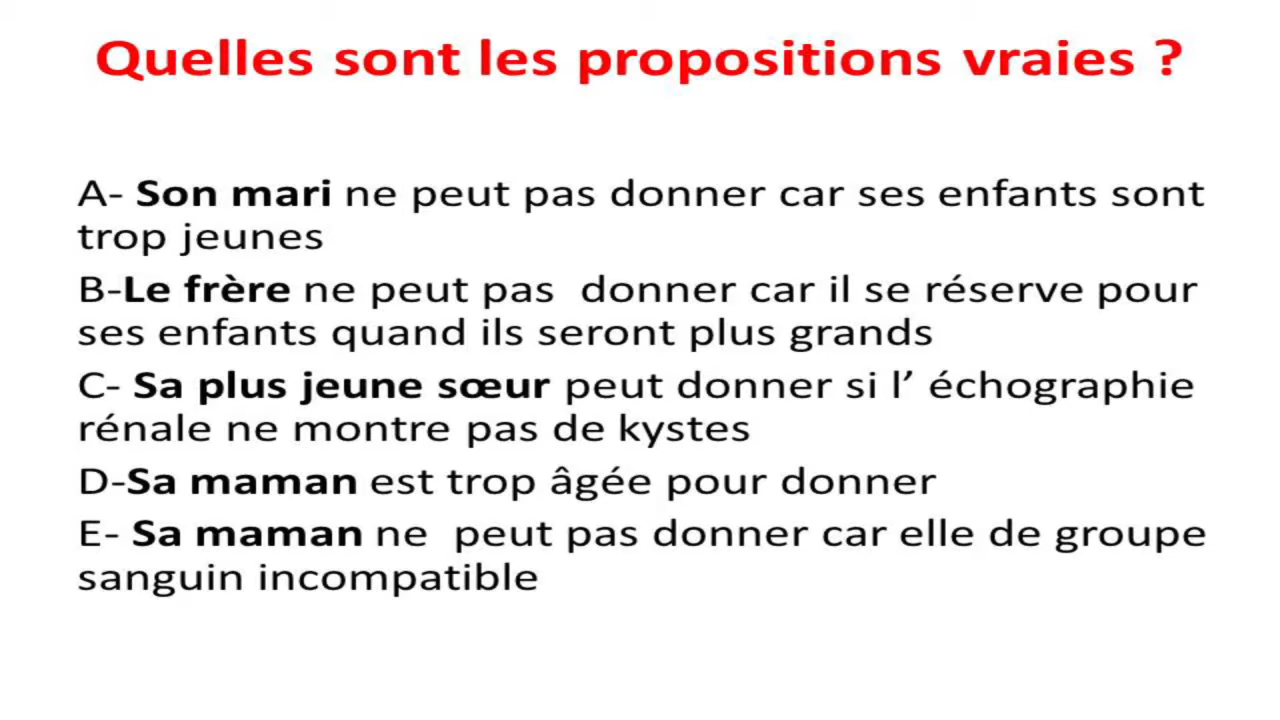 Quelles sont les propositions vraies ?
A- Son mari ne peut pas donner car ses enfants sont
trop jeunes
B-Le frère ne peut pas  donner car il se réserve pour
ses enfants quand ils seront plus grands
C- Sa plus jeune sœur peut donner si l’ échographie
rénale ne montre pas de kystes
D-Sa maman est trop âgée pour donner
E- Sa maman ne  peut pas donner car elle de groupe
sanguin incompatible